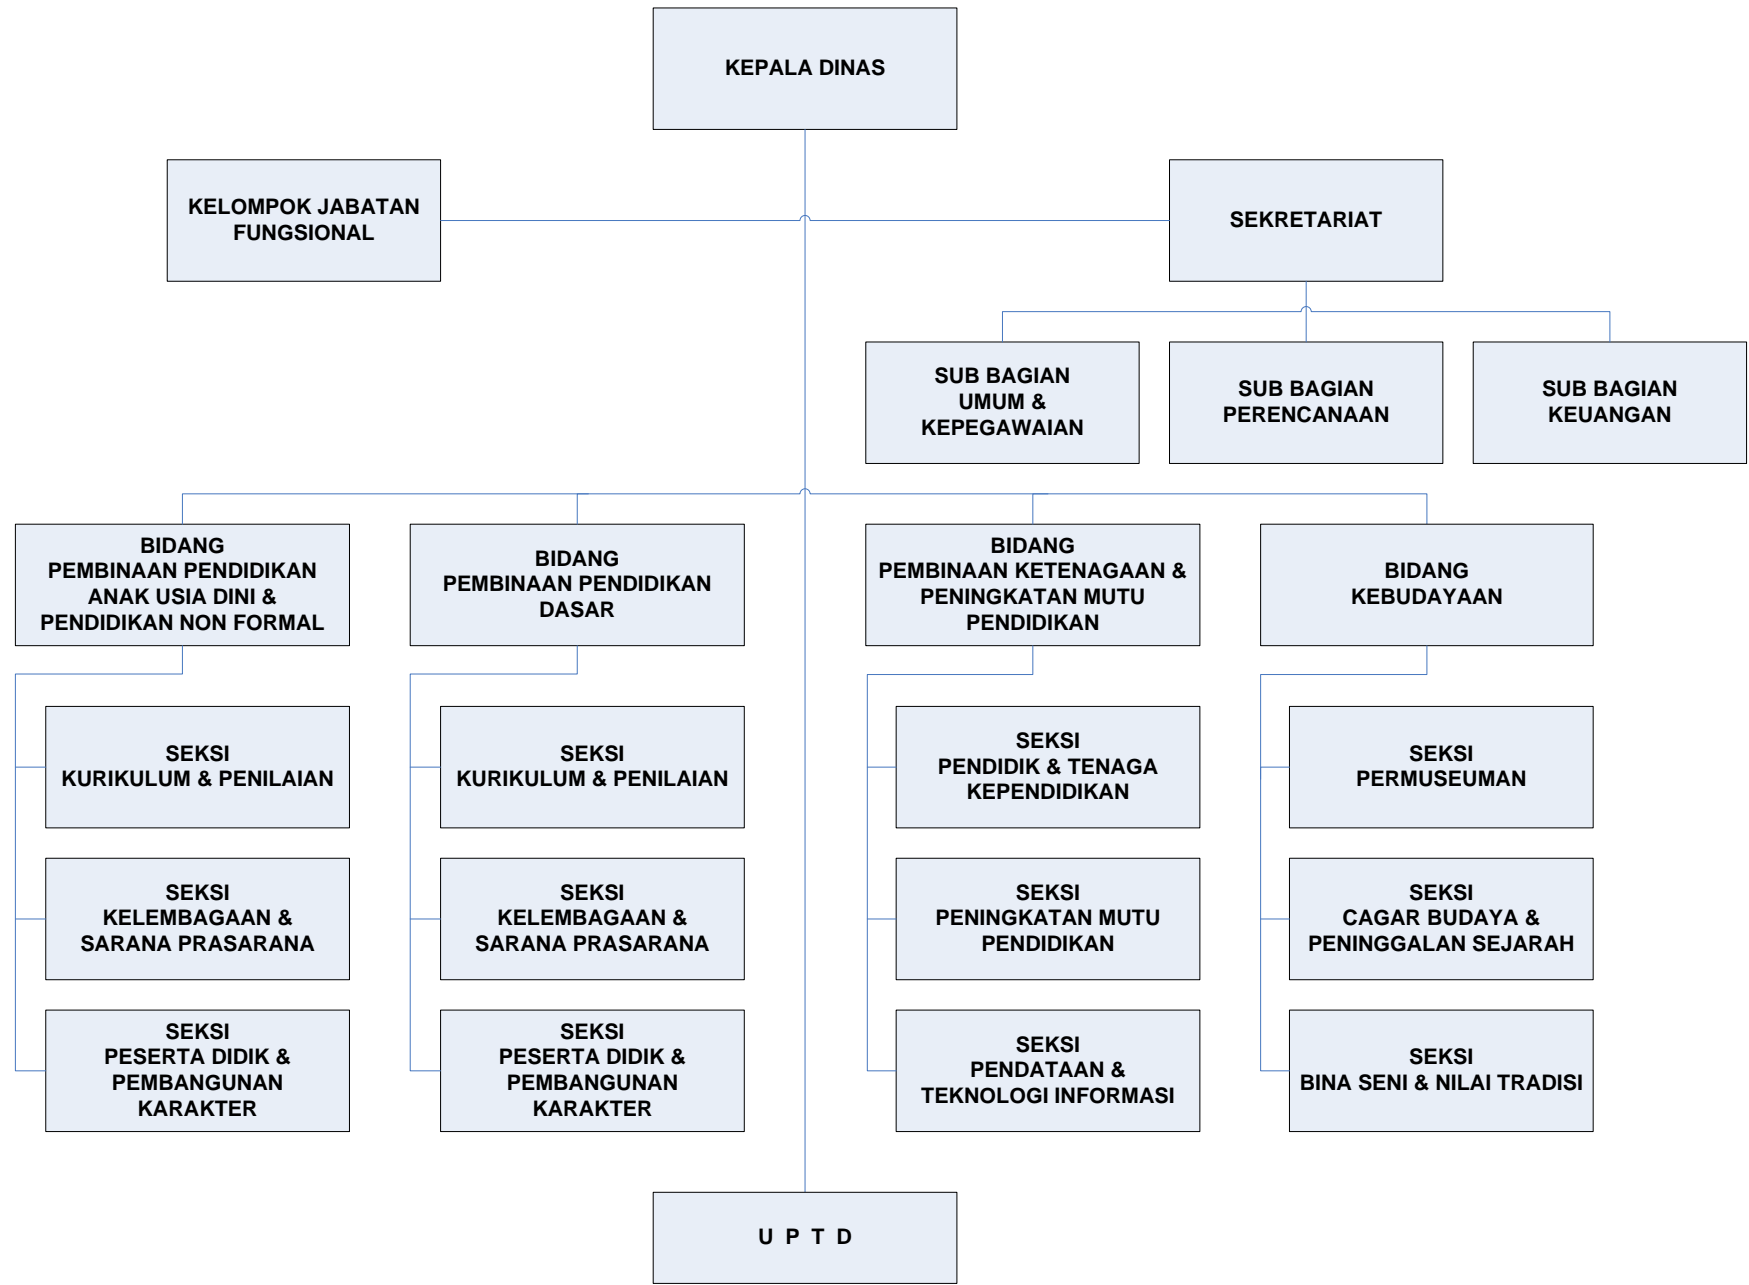 KEPALA DINAS
KELOMPOK JABATAN
FUNGSIONAL
SEKRETARIAT
SUB BAGIAN
UMUM &
KEPEGAWAIAN
SUB BAGIAN
PERENCANAAN
SUB BAGIAN
KEUANGAN
BIDANG
PEMBINAAN PENDIDIKAN
ANAK USIA DINI &
PENDIDIKAN NON FORMAL
BIDANG
PEMBINAAN PENDIDIKAN
DASAR
BIDANG
PEMBINAAN KETENAGAAN &
PENINGKATAN MUTU
PENDIDIKAN
BIDANG
KEBUDAYAAN
SEKSI
KURIKULUM & PENILAIAN
SEKSI
KURIKULUM & PENILAIAN
SEKSI
PENDIDIK & TENAGA
KEPENDIDIKAN
SEKSI
PERMUSEUMAN
SEKSI
KELEMBAGAAN &
SARANA PRASARANA
SEKSI
KELEMBAGAAN &
SARANA PRASARANA
SEKSI
PENINGKATAN MUTU
PENDIDIKAN
SEKSI
CAGAR BUDAYA &
PENINGGALAN SEJARAH
SEKSI
PESERTA DIDIK &
PEMBANGUNAN
KARAKTER
SEKSI
PESERTA DIDIK &
PEMBANGUNAN
KARAKTER
SEKSI
PENDATAAN &
TEKNOLOGI INFORMASI
SEKSI
BINA SENI & NILAI TRADISI
U P T D